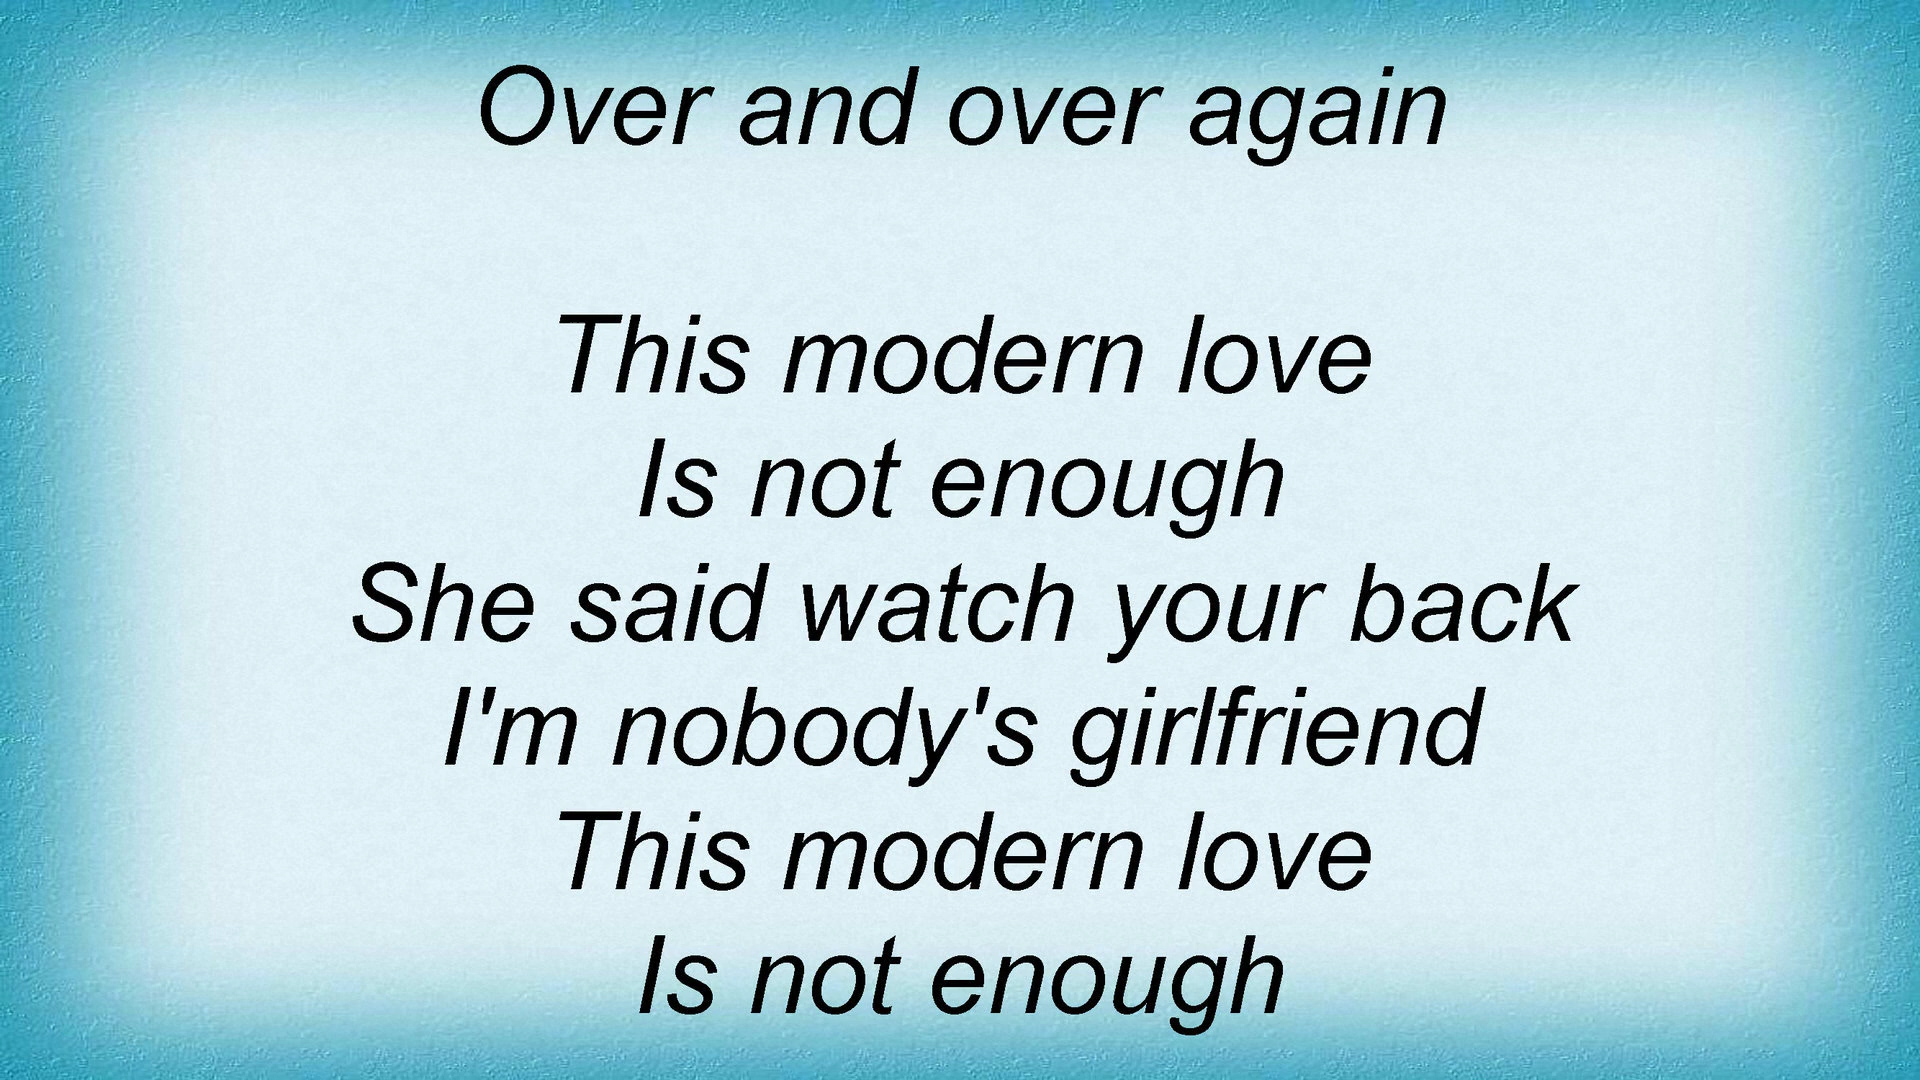 Over and over again
This modern love
Is not enough
She said watch your back
I'm nobody's girlfriend
This modern love
Is not enough